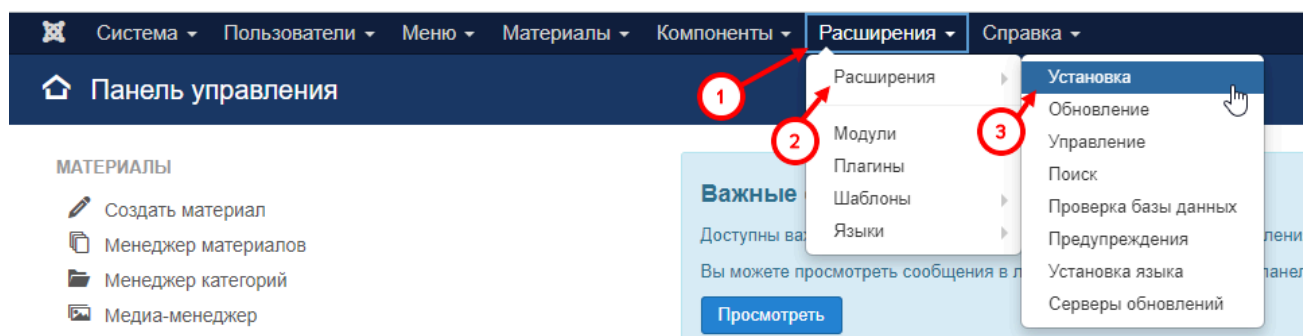 Система Пользователи Меню Материалы Компоненты Расширения Справка
Панель управления
1
2
3
Расширения
Модули
Плагины
Шаблоны
Языки
Установка
Обновление
Управление
Поиск
Проверка базы данных
Предупреждения
Установка языка
Серверы обновлений
МАТЕРИАЛЫ
Создать материал
Менеджер материалов
Менеджер категорий
Медиа-менеджер
Важные
Доступны
Вы можете просмотреть сообщения в
Просмотреть